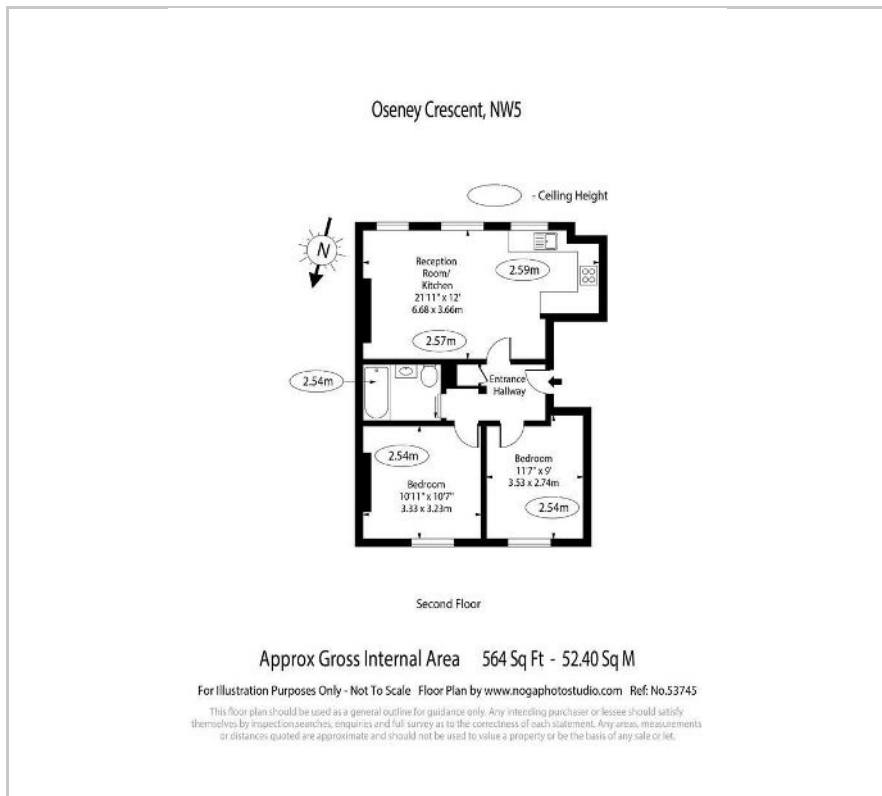 Oseney Crescent, NW5
- Ceiling Height
N
Reception
Room/
Kitchen
21'11" x 12'
6.68 x 3.66m
2.59m
2.57m
2.54m
Entrance
Hallway
2.54m
Bedroom
10'11" x 10'7"
3.33 x 3.23m
Bedroom
11'7" x 9'
3.53 x 2.74m
2.54m
Second Floor
Approx Gross Internal Area 564 Sq Ft - 52.40 Sq M
For Illustration Purposes Only - Not To Scale Floor Plan by www.nogaphotostudio.com Ref: No.53745
This floor plan should be used as a general outline for guidance only. Any intending purchaser or lessee should satisfy
themselves by inspection,searches, enquiries and full survey as to the correctness of each statement. Any areas, measurements
or distances quoted are approximate and should not be used to value a property or be the basis of any sale or let.